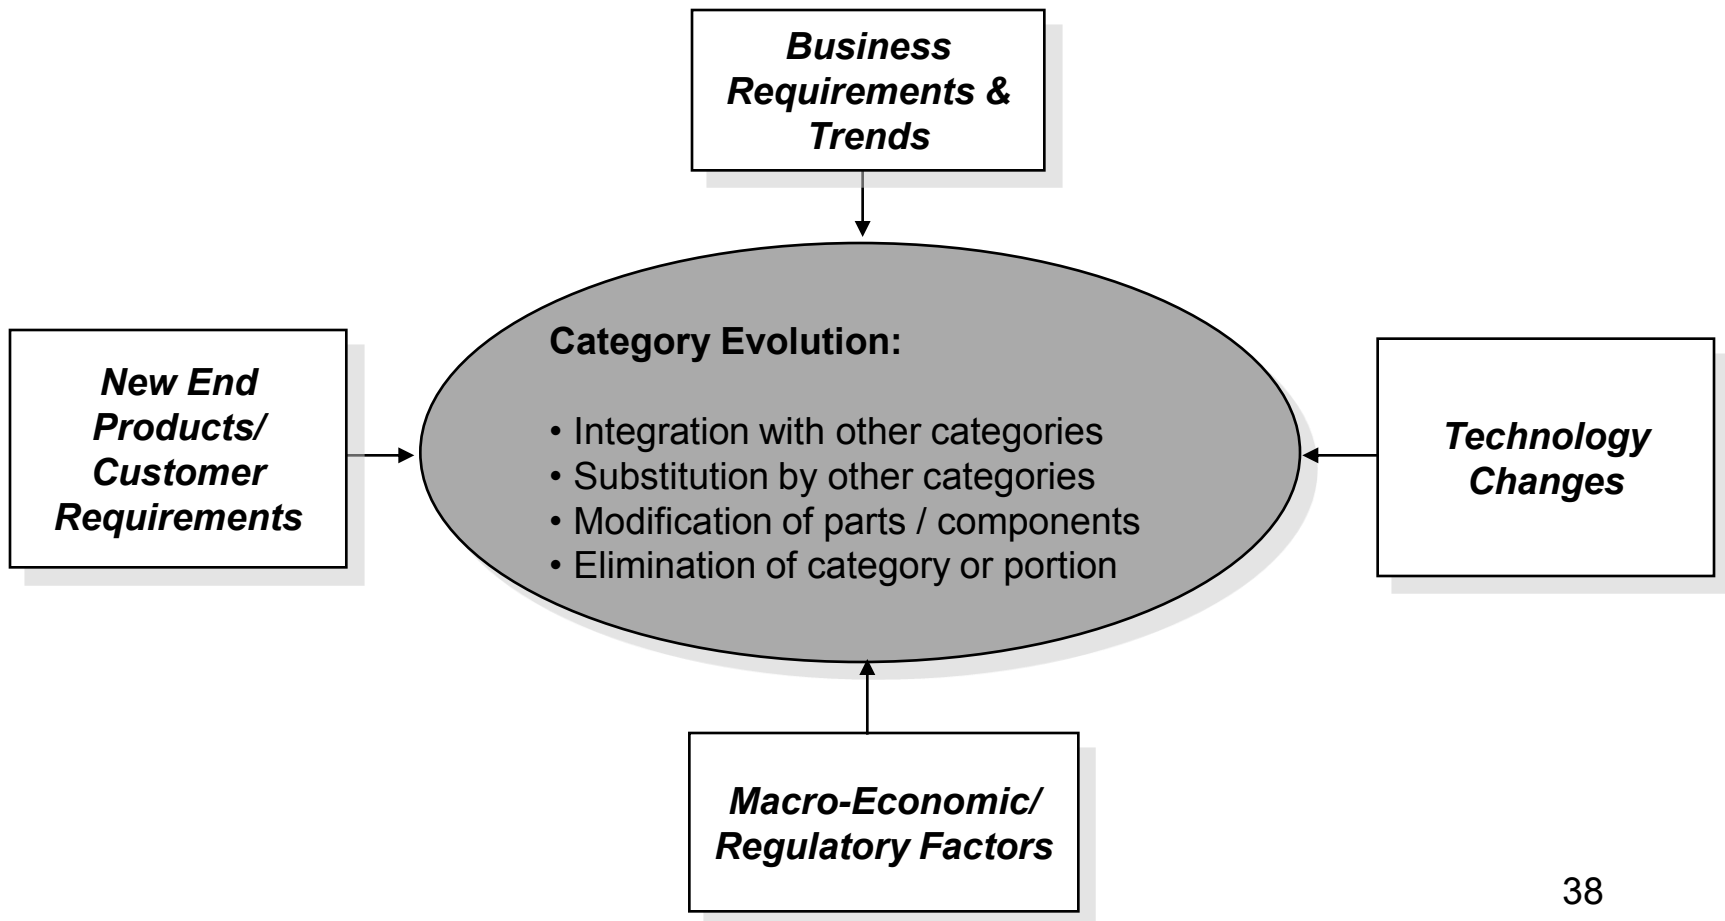 Business
Requirements &
Trends
New End
Products/
Customer
Requirements
Category Evolution:
• Integration with other categories
• Substitution by other categories
• Modification of parts / components
• Elimination of category or portion
Technology
Changes
Macro-Economic/
Regulatory Factors
38